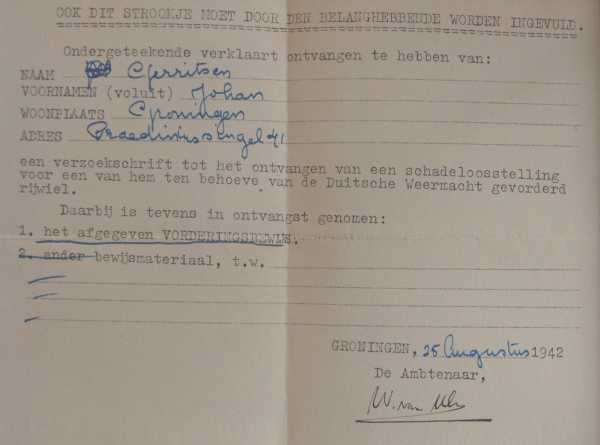 OOK DIT STROOKJE MOET DOOR DEN BELANGHEBBENDE WORDEN INGEVULD.
Ondergeteekende verklaart ontvangen te hebben van:
NAAM Gerritsen
VOORNAMEN (voluit) Johan
WOONPLAATS Groningen
ADRES Praediniussingel 41
een verzoekschrift tot het ontvangen van een schadeloosstelling
voor een van hem ten behoeve van de Duitsche Weermacht gevorderd
rijwiel.
Daarbij is tevens in ontvangst genomen:
1. het afgegeven VORDERINGSBEWIJS.
2. ander bewijsmateriaal, t.w.
GRONINGEN, 25 Augustus 1942
De Ambtenaar,
W. van